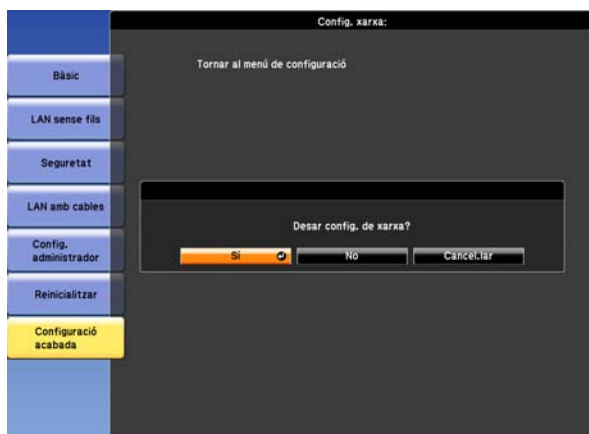 Config. xarxa:
Tornar al menú de configuració
Bàsic
LAN sense fils
Seguretat
LAN amb cables
Config.
administrador
Reinicialitzar
Configuració
acabada
Desar config. de xarxa?
Sí
No
Cancel.lar